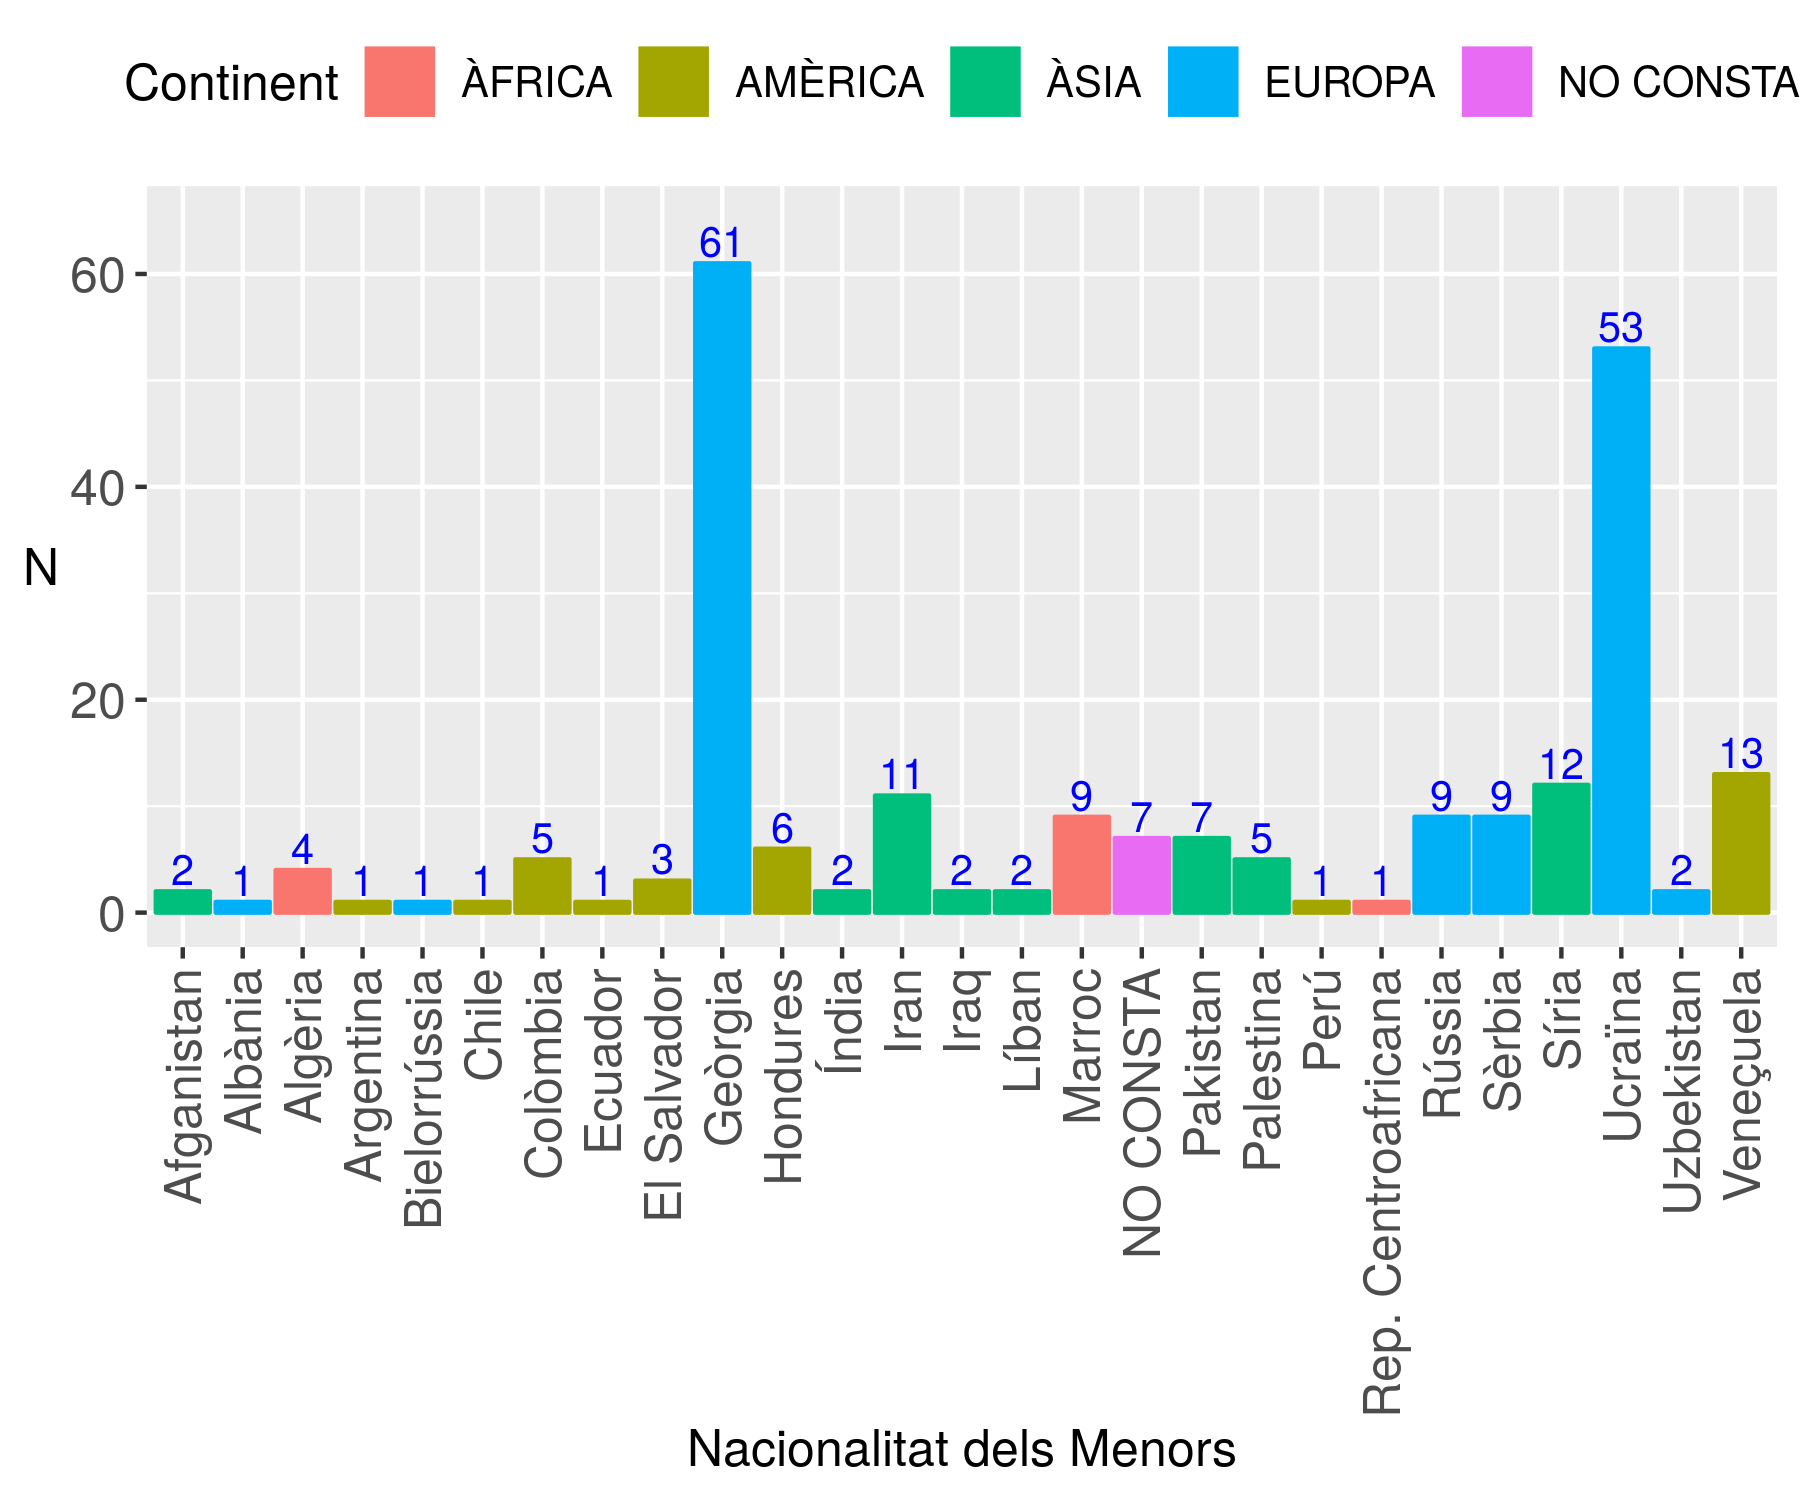 Continent ÀFRICA AMÈRICA ÀSIA EUROPA NO CONSTA
61
60
53
40
N
20
13
12
11
9
9
9
7
7
6
5
5
4
3
2
2
2
2
2
1
1
1
1
1
1
1
0
Afganistan
Albània
Algèria
Argentina
Bielorrússia
Chile
Colòmbia
Ecuador
El Salvador
Geòrgia
Hondures
Índia
Iran
Iraq
Líban
Marroc
NO CONSTA
Pakistan
Palestina
Perú
Rep. Centroafricana
Rússia
Sèrbia
Síria
Ucraïna
Uzbekistan
Veneçuela
Nacionalitat dels Menors